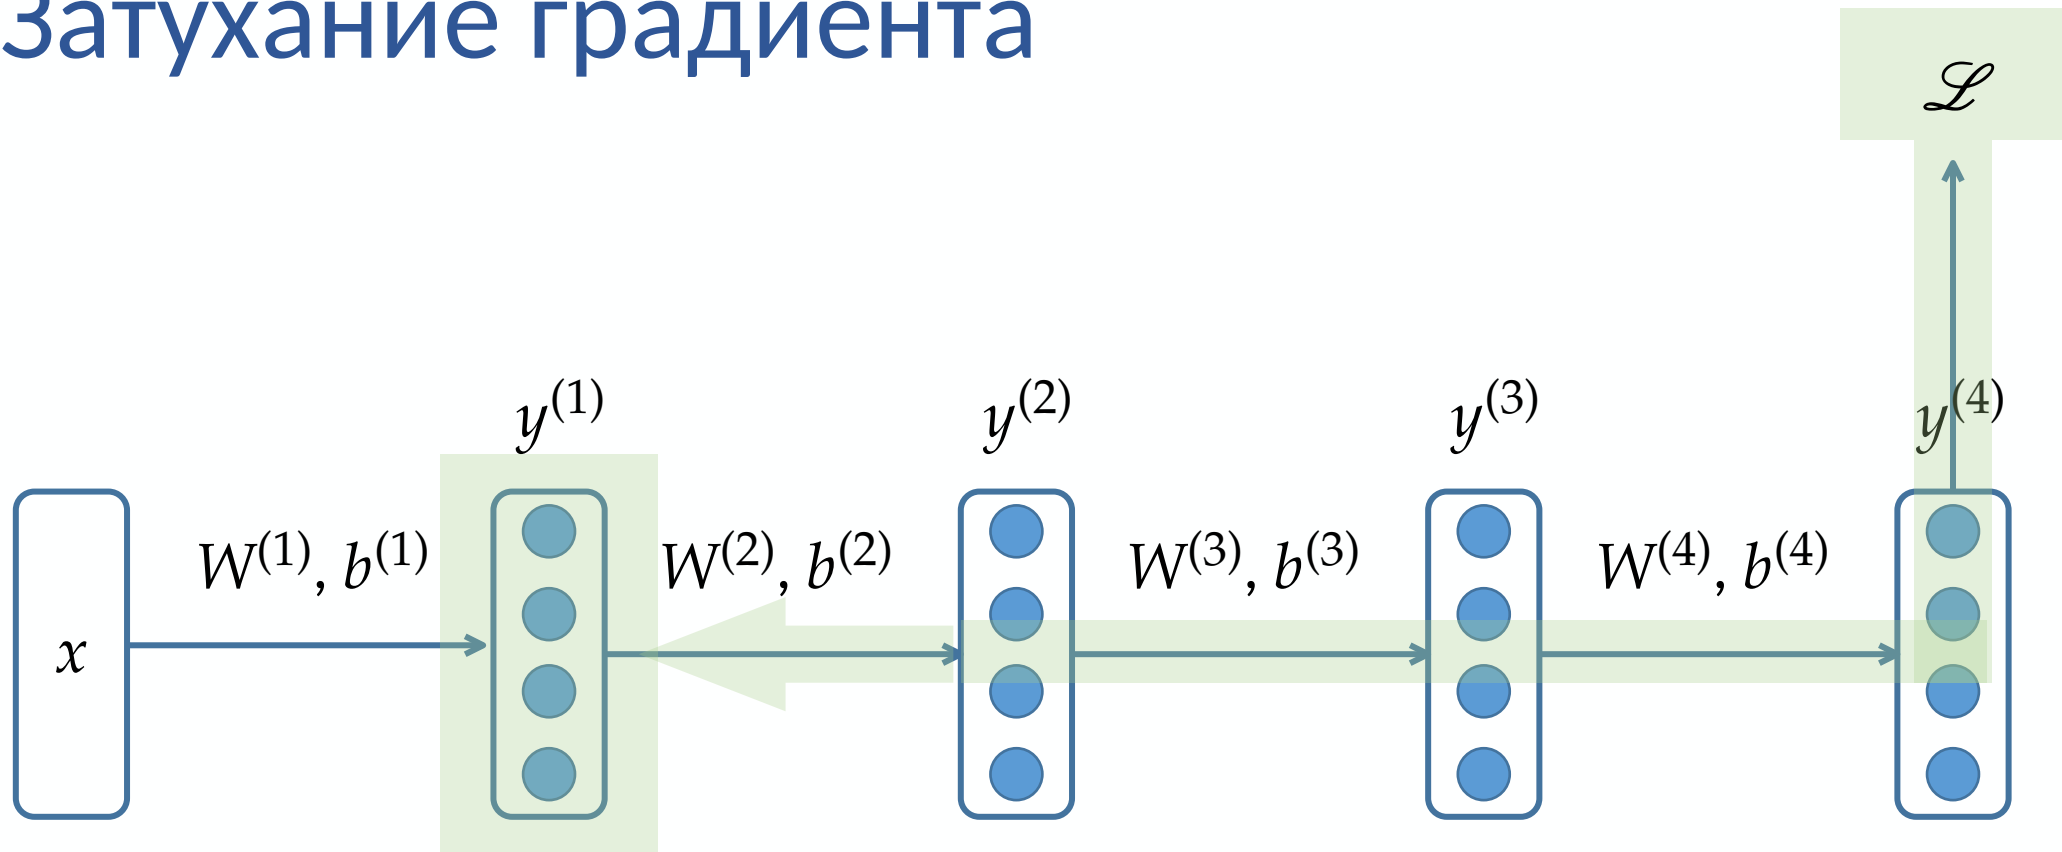 Затухание градиента
ℒ
y⁽¹⁾ y⁽²⁾ y⁽³⁾ y⁽⁴⁾
W⁽¹⁾, b⁽¹⁾ W⁽²⁾, b⁽²⁾ W⁽³⁾, b⁽³⁾ W⁽⁴⁾, b⁽⁴⁾
x